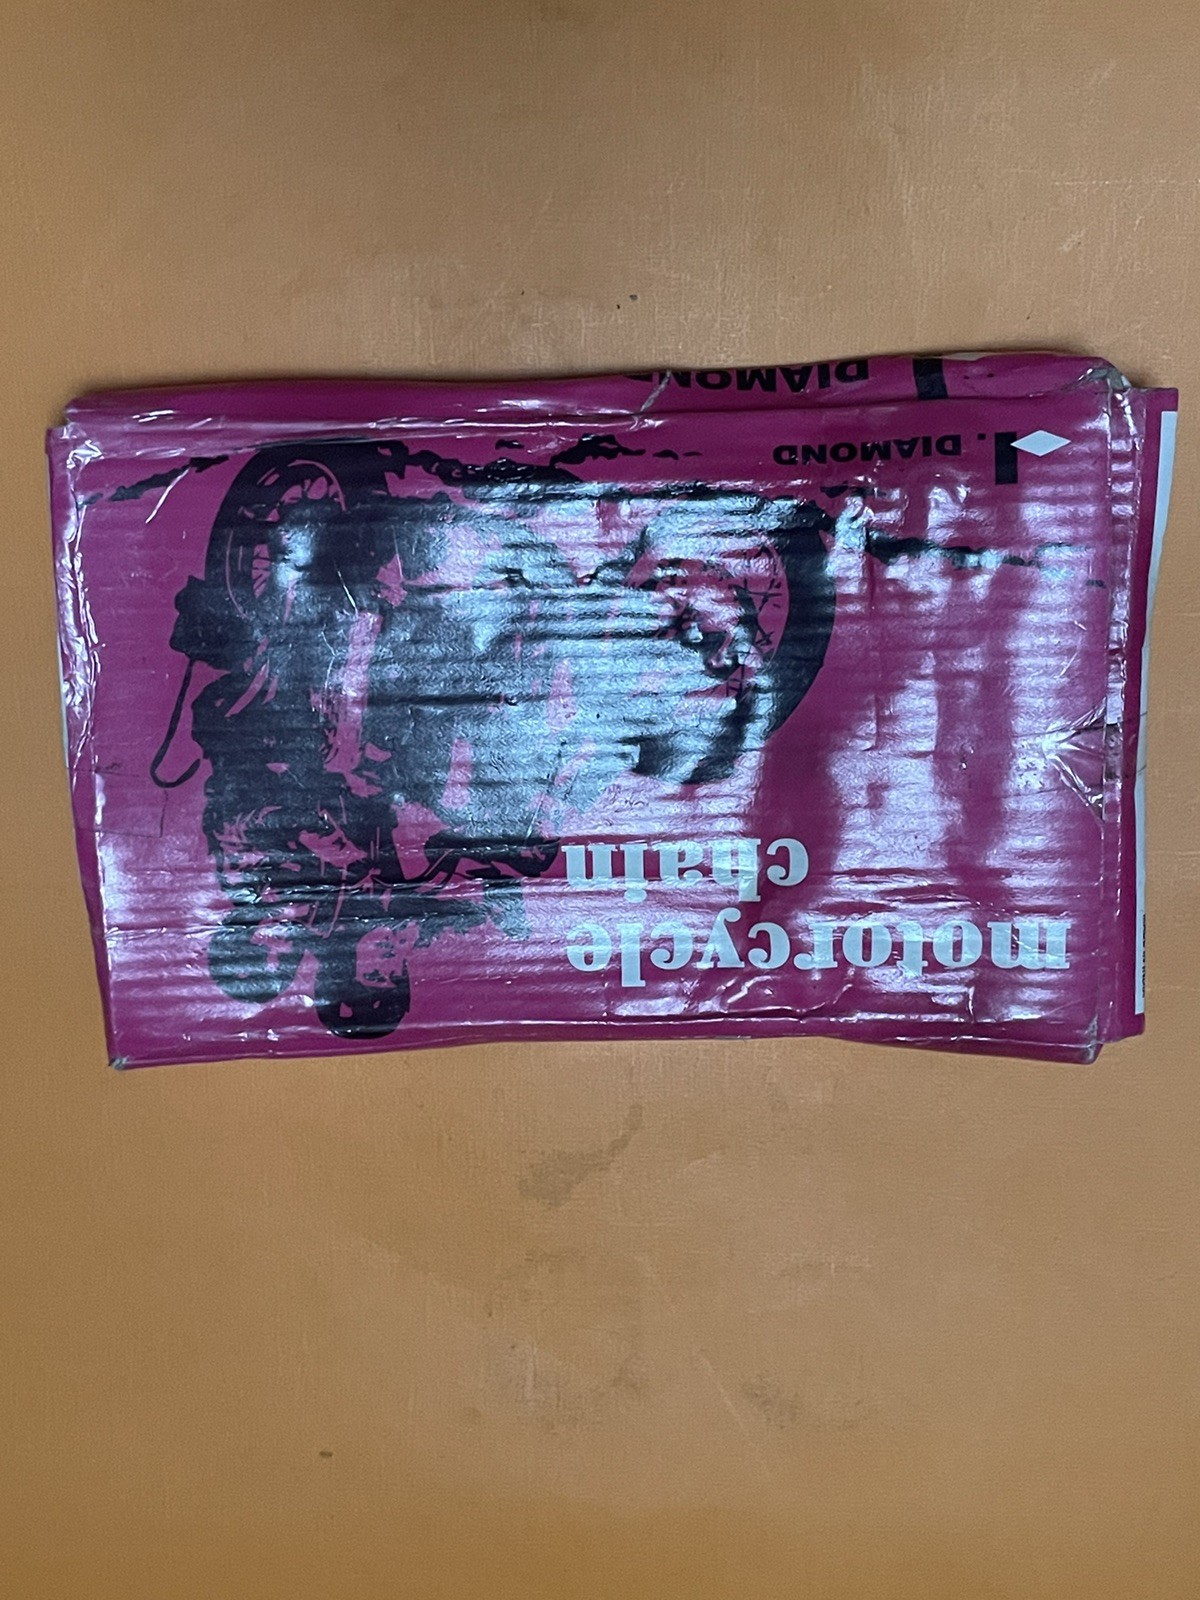 motorcycle
chain
. DIAMOND
DIAMOND